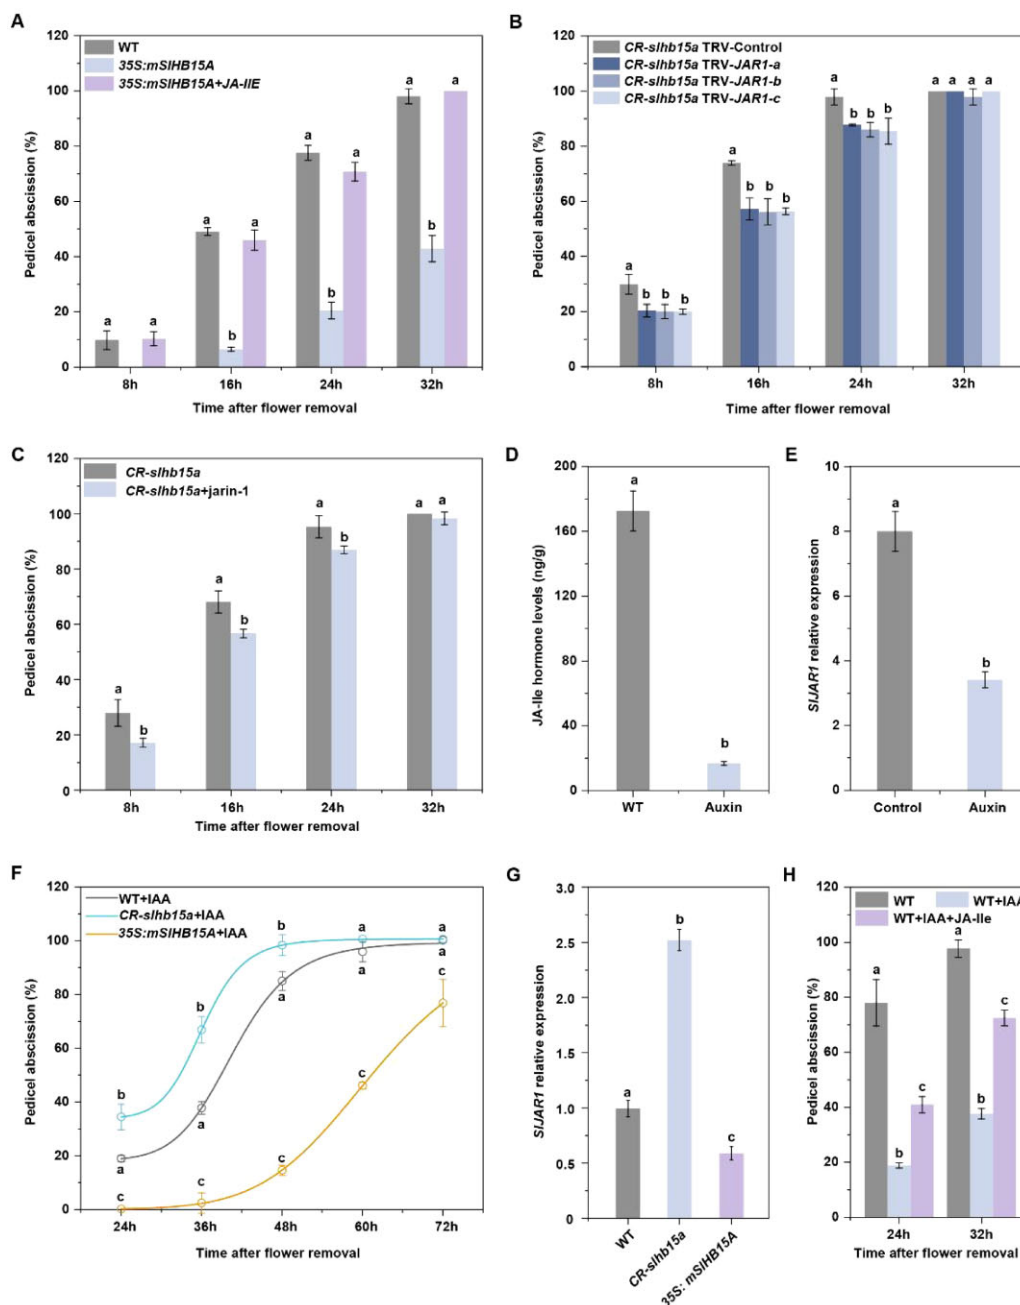 A
120
100
80
60
40
20
0
Pedicel abscission (%)
WT
35S:mSlHB15A
35S:mSlHB15A+JA-IlE
a a
a b a
a b a
a b a
8h 16h 24h 32h
Time after flower removal
B
120
100
80
60
40
20
0
Pedicel abscission (%)
CR-slhb15a TRV-Control
CR-slhb15a TRV-JAR1-a
CR-slhb15a TRV-JAR1-b
CR-slhb15a TRV-JAR1-c
a b b b
a b b b
a b b b
a a a a
8h 16h 24h 32h
Time after flower removal
C
120
100
80
60
40
20
0
Pedicel abscission (%)
CR-slhb15a
CR-slhb15a+jarin-1
a b
a b
a b
a a
8h 16h 24h 32h
Time after flower removal
D
200
160
120
80
40
0
JA-Ile hormone levels (ng/g)
a b
WT Auxin
E
10
8
6
4
2
0
SlJAR1 relative expression
a b
Control Auxin
F
120
100
80
60
40
20
0
Pedicel abscission (%)
WT+IAA
CR-slhb15a+IAA
35S:mSlHB15A+IAA
b a c
b a c
b a c
a a c
a a c
24h 36h 48h 60h 72h
Time after flower removal
G
3.0
2.5
2.0
1.5
1.0
0.5
0
SlJAR1 relative expression
a b c
WT
CR-slhb15a
35S: mSlHB15A
H
120
100
80
60
40
20
0
Pedicel abscission (%)
WT WT+IAA
WT+IAA+JA-Ile
a b c
a b c
24h 32h
Time after flower removal